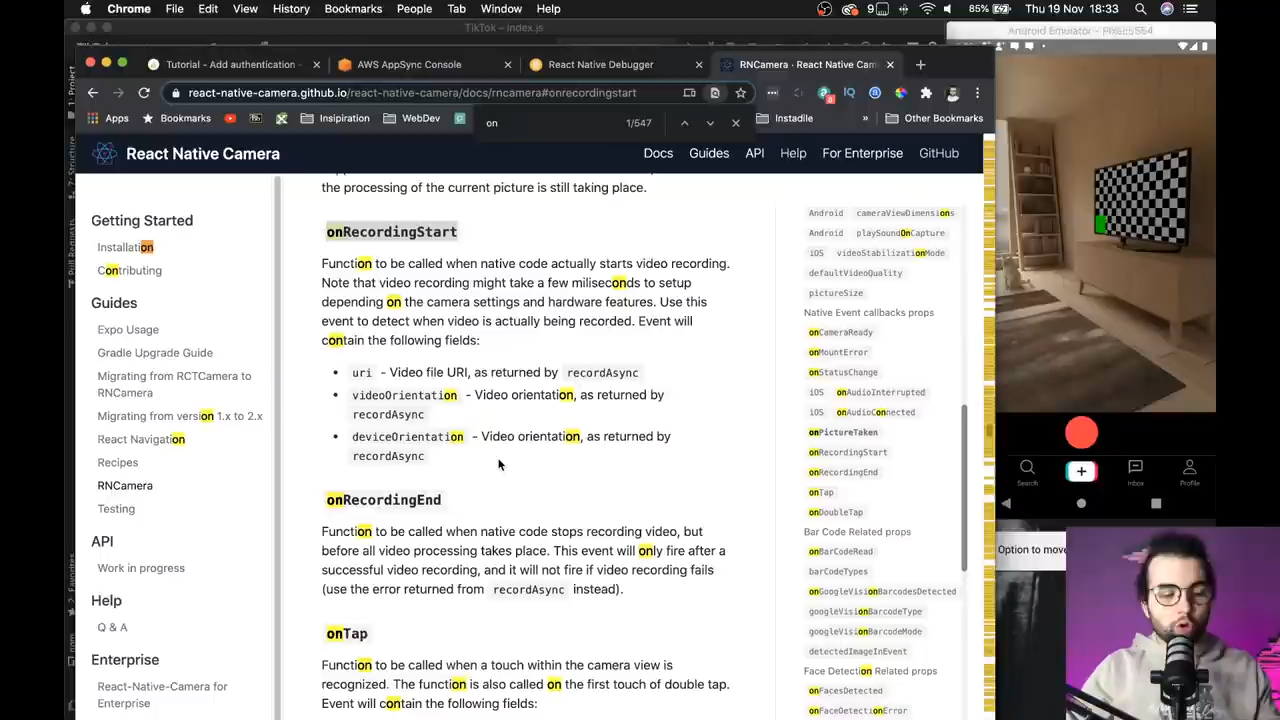 Chrome File Edit View History Bookmarks People Tab Window Help
9 85% Thu 19 Nov 18:33
TikTok – index.js
Android Emulator - Pixel
Tutorial - Add authent
AWS AppSync Console
React Native Debugger
RNCamera · React Native Cam
react-native-camera.github.io/react-native-camera/docs/rncamera#onrecordingstart
Apps Bookmarks Inspiration WebDev
on 1/547
Instadile » Other Bookmarks
React Native Camera
Docs Guides API Help For Enterprise GitHub
Getting Started
Installation
Contributing
Guides
Expo Usage
Gradle Upgrade Guide
Migrating from RCTCamera to
RNCamera
Migrating from version 1.x to 2.x
React Navigation
Recipes
RNCamera
Testing
API
Work in progress
Help
Q & A
Enterprise
React-Native-Camera for
Enterprise
the processing of the current picture is still taking place.
onRecordingStart
Function to be called when native code actually starts video recording.
Note that video recording might take a few miliseconds to setup
depending on the camera settings and hardware features. Use this
event to detect when video is actually being recorded. Event will
contain the following fields:
uri - Video file URI, as returned by recordAsync
videoOrientation - Video orientation, as returned by
recordAsync
deviceOrientation - Video orientation, as returned by
recordAsync
onRecordingEnd
Function to be called when native code stops recording video, but
before all video processing takes place. This event will only fire after a
successful video recording, and it will not fire if video recording fails
(use the error returned from recordAsync instead).
onTap
Function to be called when a touch within the camera view is
recognized. The function is also called on the first touch of double
Event will contain the following fields:
Android cameraViewDimensions
Android playSoundOnCapture
iOS videoStabilizationMode
defaultVideoQuality
pictureSize
Native Event callbacks props
onCameraReady
onMountError
onStatusChange
iOS onAudioInterrupted
iOS onAudioConnected
onPictureTaken
onRecordingStart
onRecordingEnd
onTap
onDoubleTap
Bar Code Related props
onBarCodeRead
barCodeTypes
onGoogleVisionBarcodesDetected
googleVisionBarcodeType
googleVisionBarcodeMode
detectedImageInEvent
Face Detection Related props
onFacesDetected
onFaceDetectionError
Search Inbox Profile
Option to move